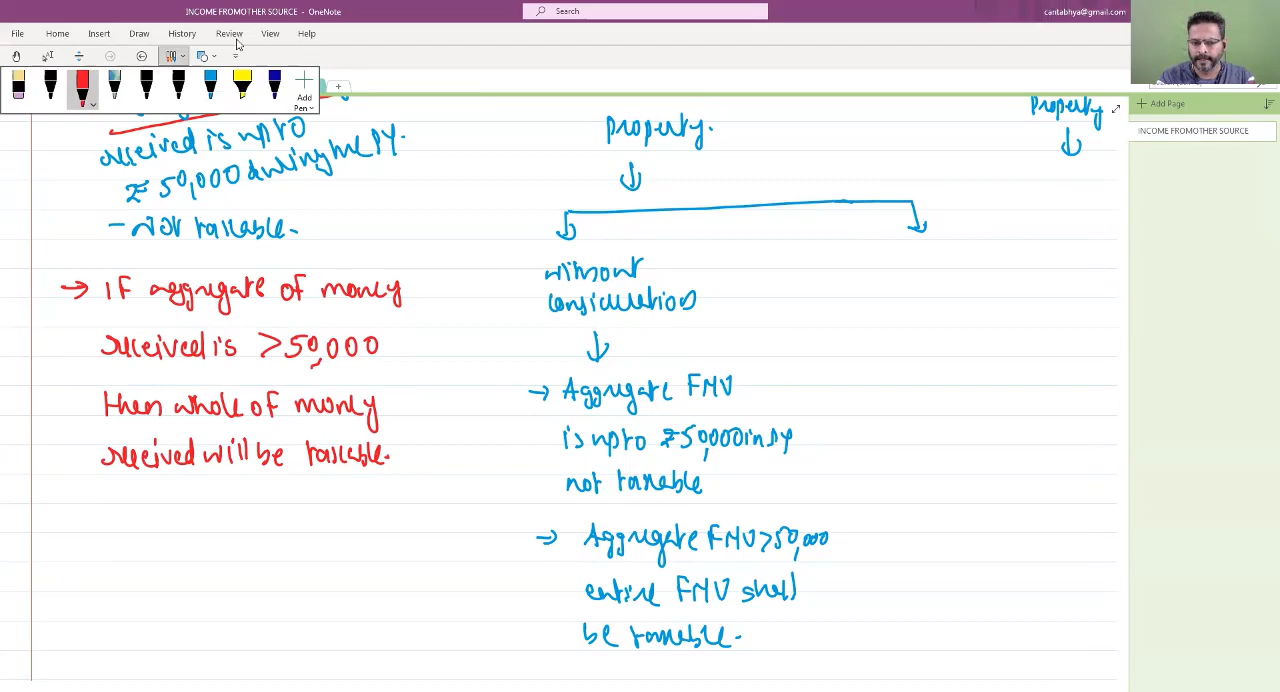 INCOME FROMOTHER SOURCE - OneNote
Search
cantabhya@gmail.com
File
Home
Insert
Draw
History
Review
View
Help
Add
Pen
Add Page
INCOME FROMOTHER SOURCE
received is upto
₹ 50,000 during the PY.
- Not taxable.
→ If aggregate of money
received is > 50,000
then whole of money
received will be taxable.
Property.
without
consideration
→ Aggregate FMV
is upto ₹50,000 in PY
not taxable
→ Aggregate FMV > 50,000
entire FMV shall
be taxable.
Property